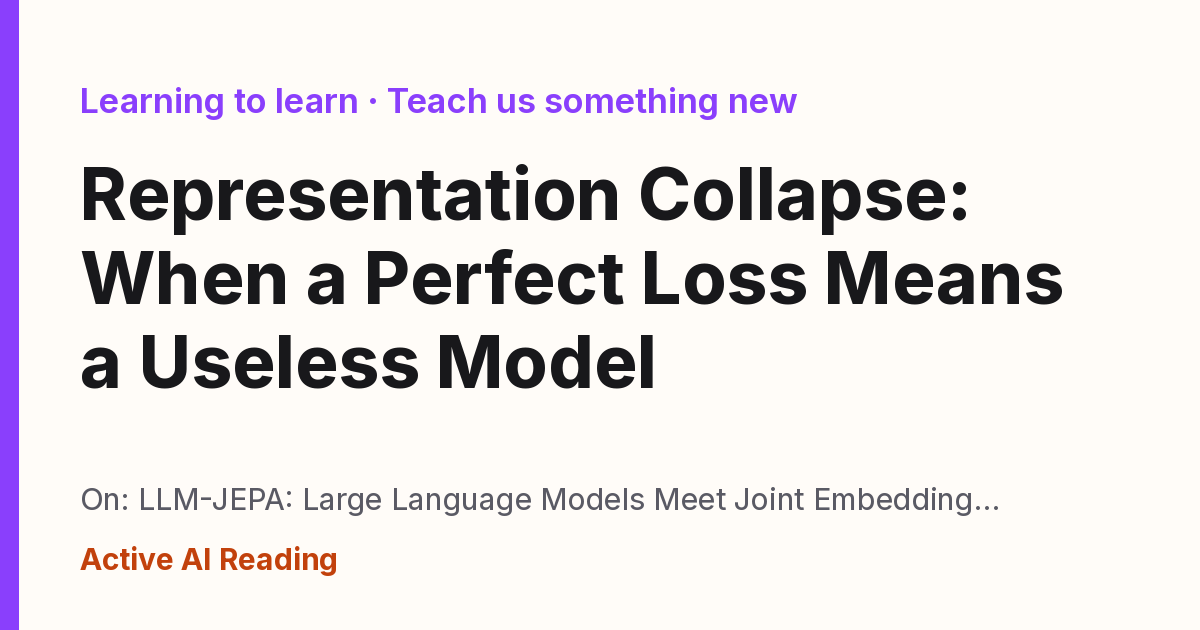 Learning to learn · Teach us something new
Representation Collapse:
When a Perfect Loss Means
a Useless Model
On: LLM-JEPA: Large Language Models Meet Joint Embedding…
Active AI Reading